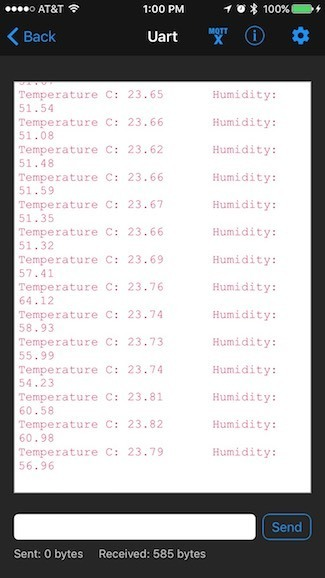 AT&T 1:00 PM 100%
Back Uart MQTT X i
Temperature C: 23.65 Humidity:
51.54
Temperature C: 23.66 Humidity:
51.08
Temperature C: 23.62 Humidity:
51.48
Temperature C: 23.66 Humidity:
51.59
Temperature C: 23.67 Humidity:
51.35
Temperature C: 23.66 Humidity:
51.32
Temperature C: 23.69 Humidity:
57.41
Temperature C: 23.76 Humidity:
64.12
Temperature C: 23.74 Humidity:
58.93
Temperature C: 23.73 Humidity:
55.99
Temperature C: 23.74 Humidity:
54.23
Temperature C: 23.81 Humidity:
60.58
Temperature C: 23.82 Humidity:
60.98
Temperature C: 23.79 Humidity:
56.96
Send
Sent: 0 bytes Received: 585 bytes